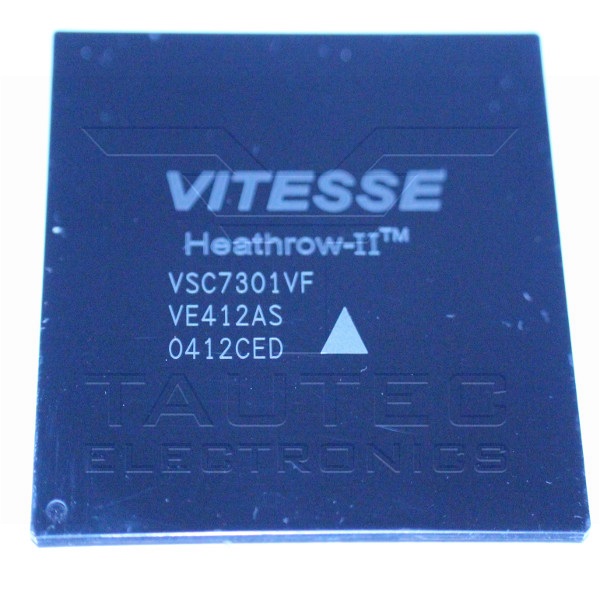 VITESSE
Heathrow-II™
VSC7301VF
VE412AS
0412CED
TAUTEC
ELECTRONICS